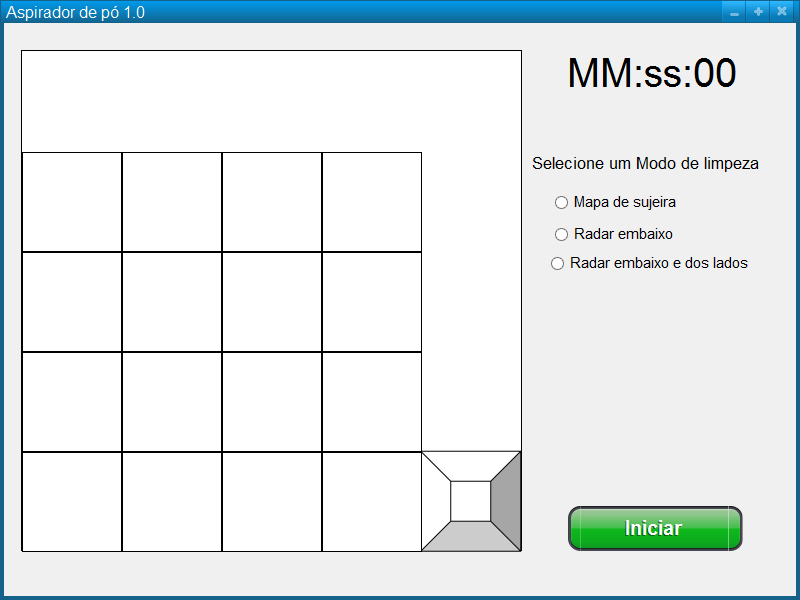 Aspirador de pó 1.0
MM:ss:00
Selecione um Modo de limpeza
Mapa de sujeira
Radar embaixo
Radar embaixo e dos lados
Iniciar